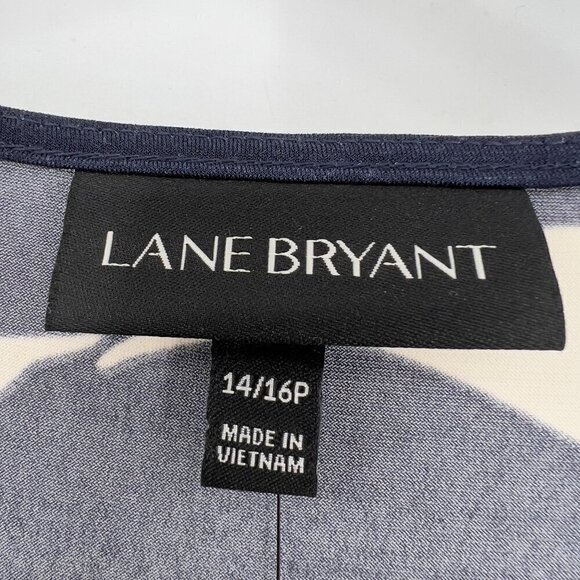 LANE BRYANT
14/16P
MADE IN
VIETNAM